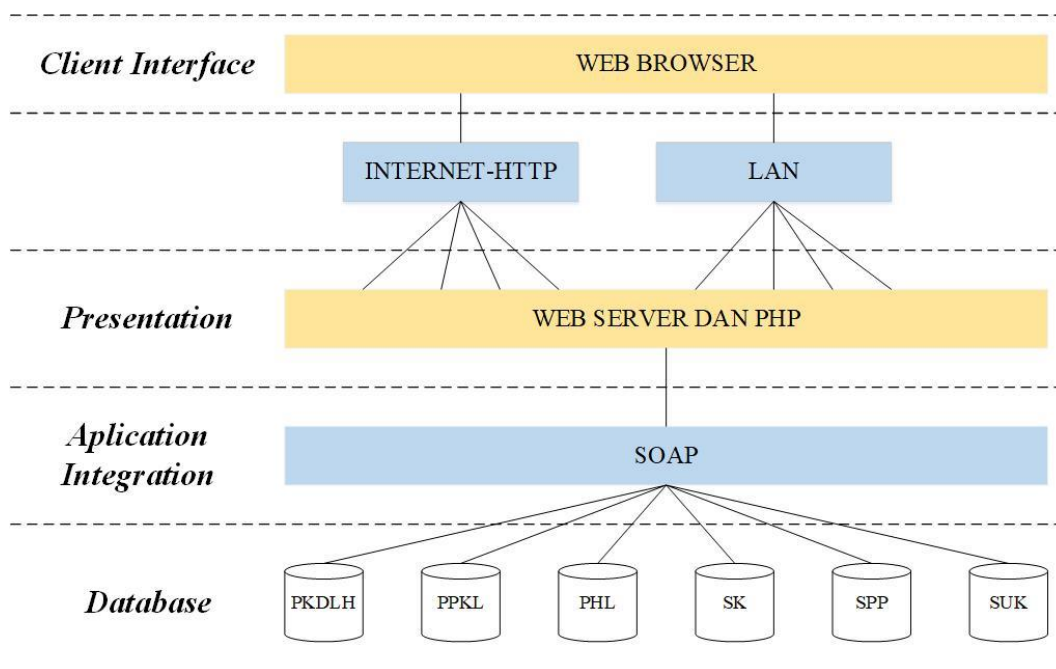 Client Interface
WEB BROWSER
INTERNET-HTTP
LAN
Presentation
WEB SERVER DAN PHP
Aplication
Integration
SOAP
Database
PKDLH
PPKL
PHL
SK
SPP
SUK